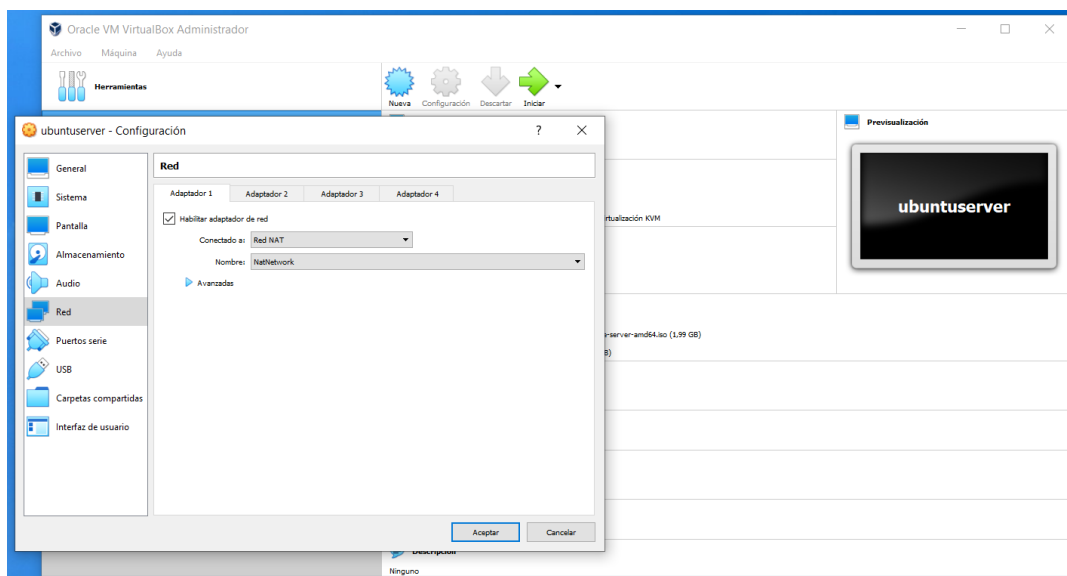 Oracle VM VirtualBox Administrador
Archivo Máquina Ayuda
Herramientas
Nueva Configuración Descartar Iniciar
ubuntuserver - Configuración ? ×
Previsualización
ubuntuserver
General
Sistema
Pantalla
Almacenamiento
Audio
Red
Puertos serie
USB
Carpetas compartidas
Interfaz de usuario
Red
Adaptador 1 Adaptador 2 Adaptador 3 Adaptador 4
Habilitar adaptador de red
Conectado a: Red NAT
Nombre: NatNetwork
Avanzadas
Aceptar Cancelar
KVM
-server-amd64.iso (1,99 GB)
Descripción
Ninguno